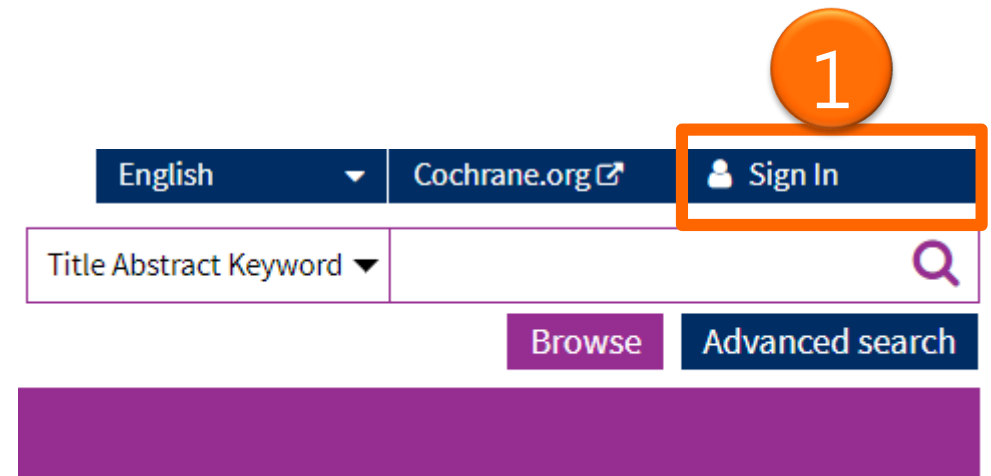 1
English Cochrane.org Sign In
Title Abstract Keyword
Browse Advanced search